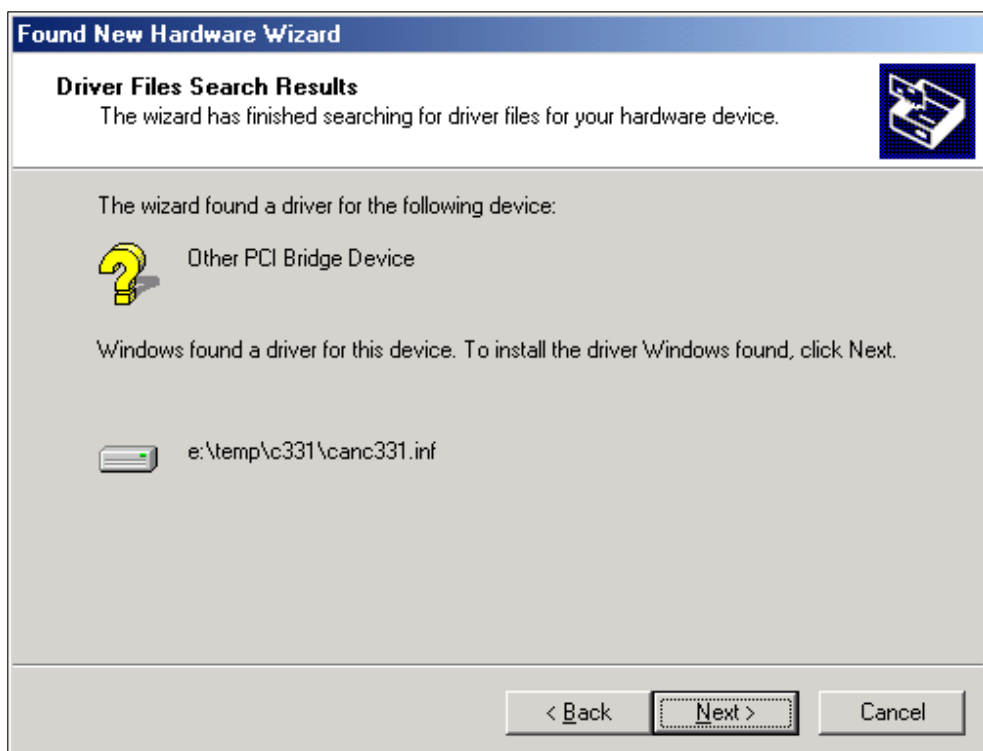 Found New Hardware Wizard
Driver Files Search Results
The wizard has finished searching for driver files for your hardware device.
The wizard found a driver for the following device:
Other PCI Bridge Device
Windows found a driver for this device. To install the driver Windows found, click Next.
e:\temp\c331\canc331.inf
< Back
Next >
Cancel